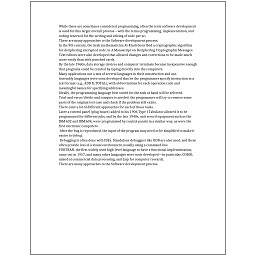 While these are sometimes considered programming, often the term software development
is used for this larger overall process – with the terms programming, implementation, and
coding reserved for the writing and editing of code per se.
There are many approaches to the Software development process.
In the 9th century, the Arab mathematician Al-Kindi described a cryptographic algorithm
for deciphering encrypted code, in A Manuscript on Deciphering Cryptographic Messages.
Text editors were also developed that allowed changes and corrections to be made much
more easily than with punched cards.
By the late 1960s, data storage devices and computer terminals became inexpensive enough
that programs could be created by typing directly into the computers.
Many applications use a mix of several languages in their construction and use.
Assembly languages were soon developed that let the programmer specify instruction in a
text format (e.g., ADD X, TOTAL), with abbreviations for each operation code and
meaningful names for specifying addresses.
Ideally, the programming language best suited for the task at hand will be selected.
Trial-and-error/divide-and-conquer is needed: the programmer will try to remove some
parts of the original test case and check if the problem still exists.
There exist a lot of different approaches for each of those tasks.
Later a control panel (plug board) added to his 1906 Type I Tabulator allowed it to be
programmed for different jobs, and by the late 1940s, unit record equipment such as the
IBM 602 and IBM 604, were programmed by control panels in a similar way, as were the
first electronic computers.
After the bug is reproduced, the input of the program may need to be simplified to make it
easier to debug.
Debugging is often done with IDEs. Standalone debuggers like GDB are also used, and these
often provide less of a visual environment, usually using a command line.
FORTRAN, the first widely used high-level language to have a functional implementation,
came out in 1957, and many other languages were soon developed—in particular, COBOL
aimed at commercial data processing, and Lisp for computer research.
There are many approaches to the Software development process.